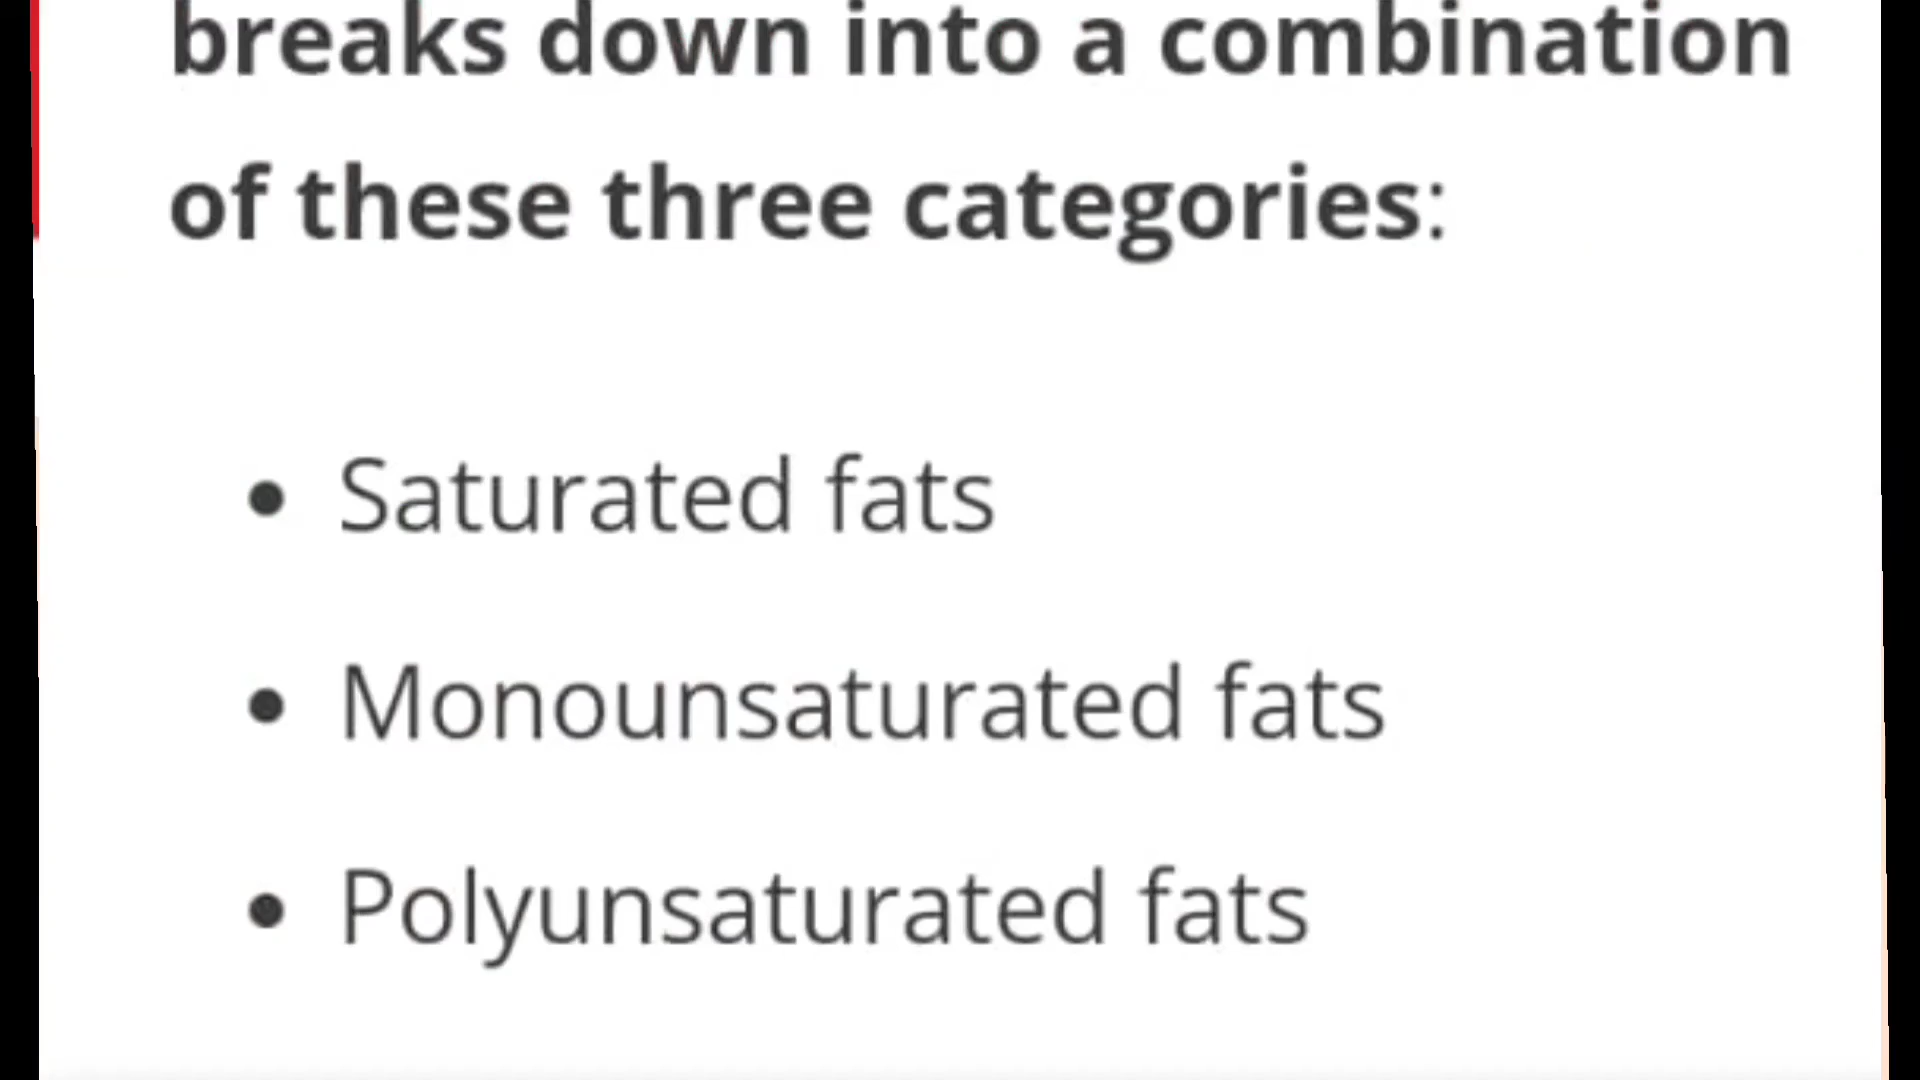 breaks down into a combination
of these three categories:
• Saturated fats
• Monounsaturated fats
• Polyunsaturated fats